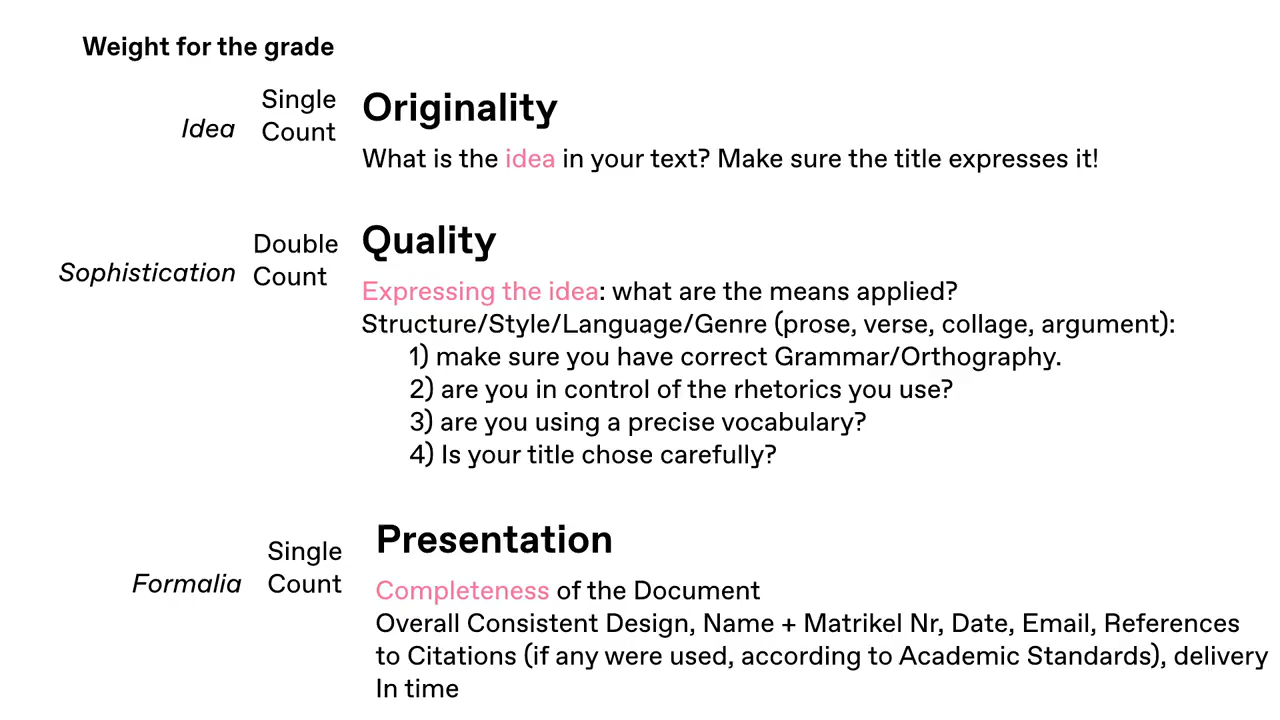 Weight for the grade
Idea
Single
Count
Originality
What is the idea in your text? Make sure the title expresses it!
Sophistication
Double
Count
Quality
Expressing the idea: what are the means applied?
Structure/Style/Language/Genre (prose, verse, collage, argument):
1) make sure you have correct Grammar/Orthography.
2) are you in control of the rhetorics you use?
3) are you using a precise vocabulary?
4) Is your title chose carefully?
Formalia
Single
Count
Presentation
Completeness of the Document
Overall Consistent Design, Name + Matrikel Nr, Date, Email, References
to Citations (if any were used, according to Academic Standards), delivery
In time